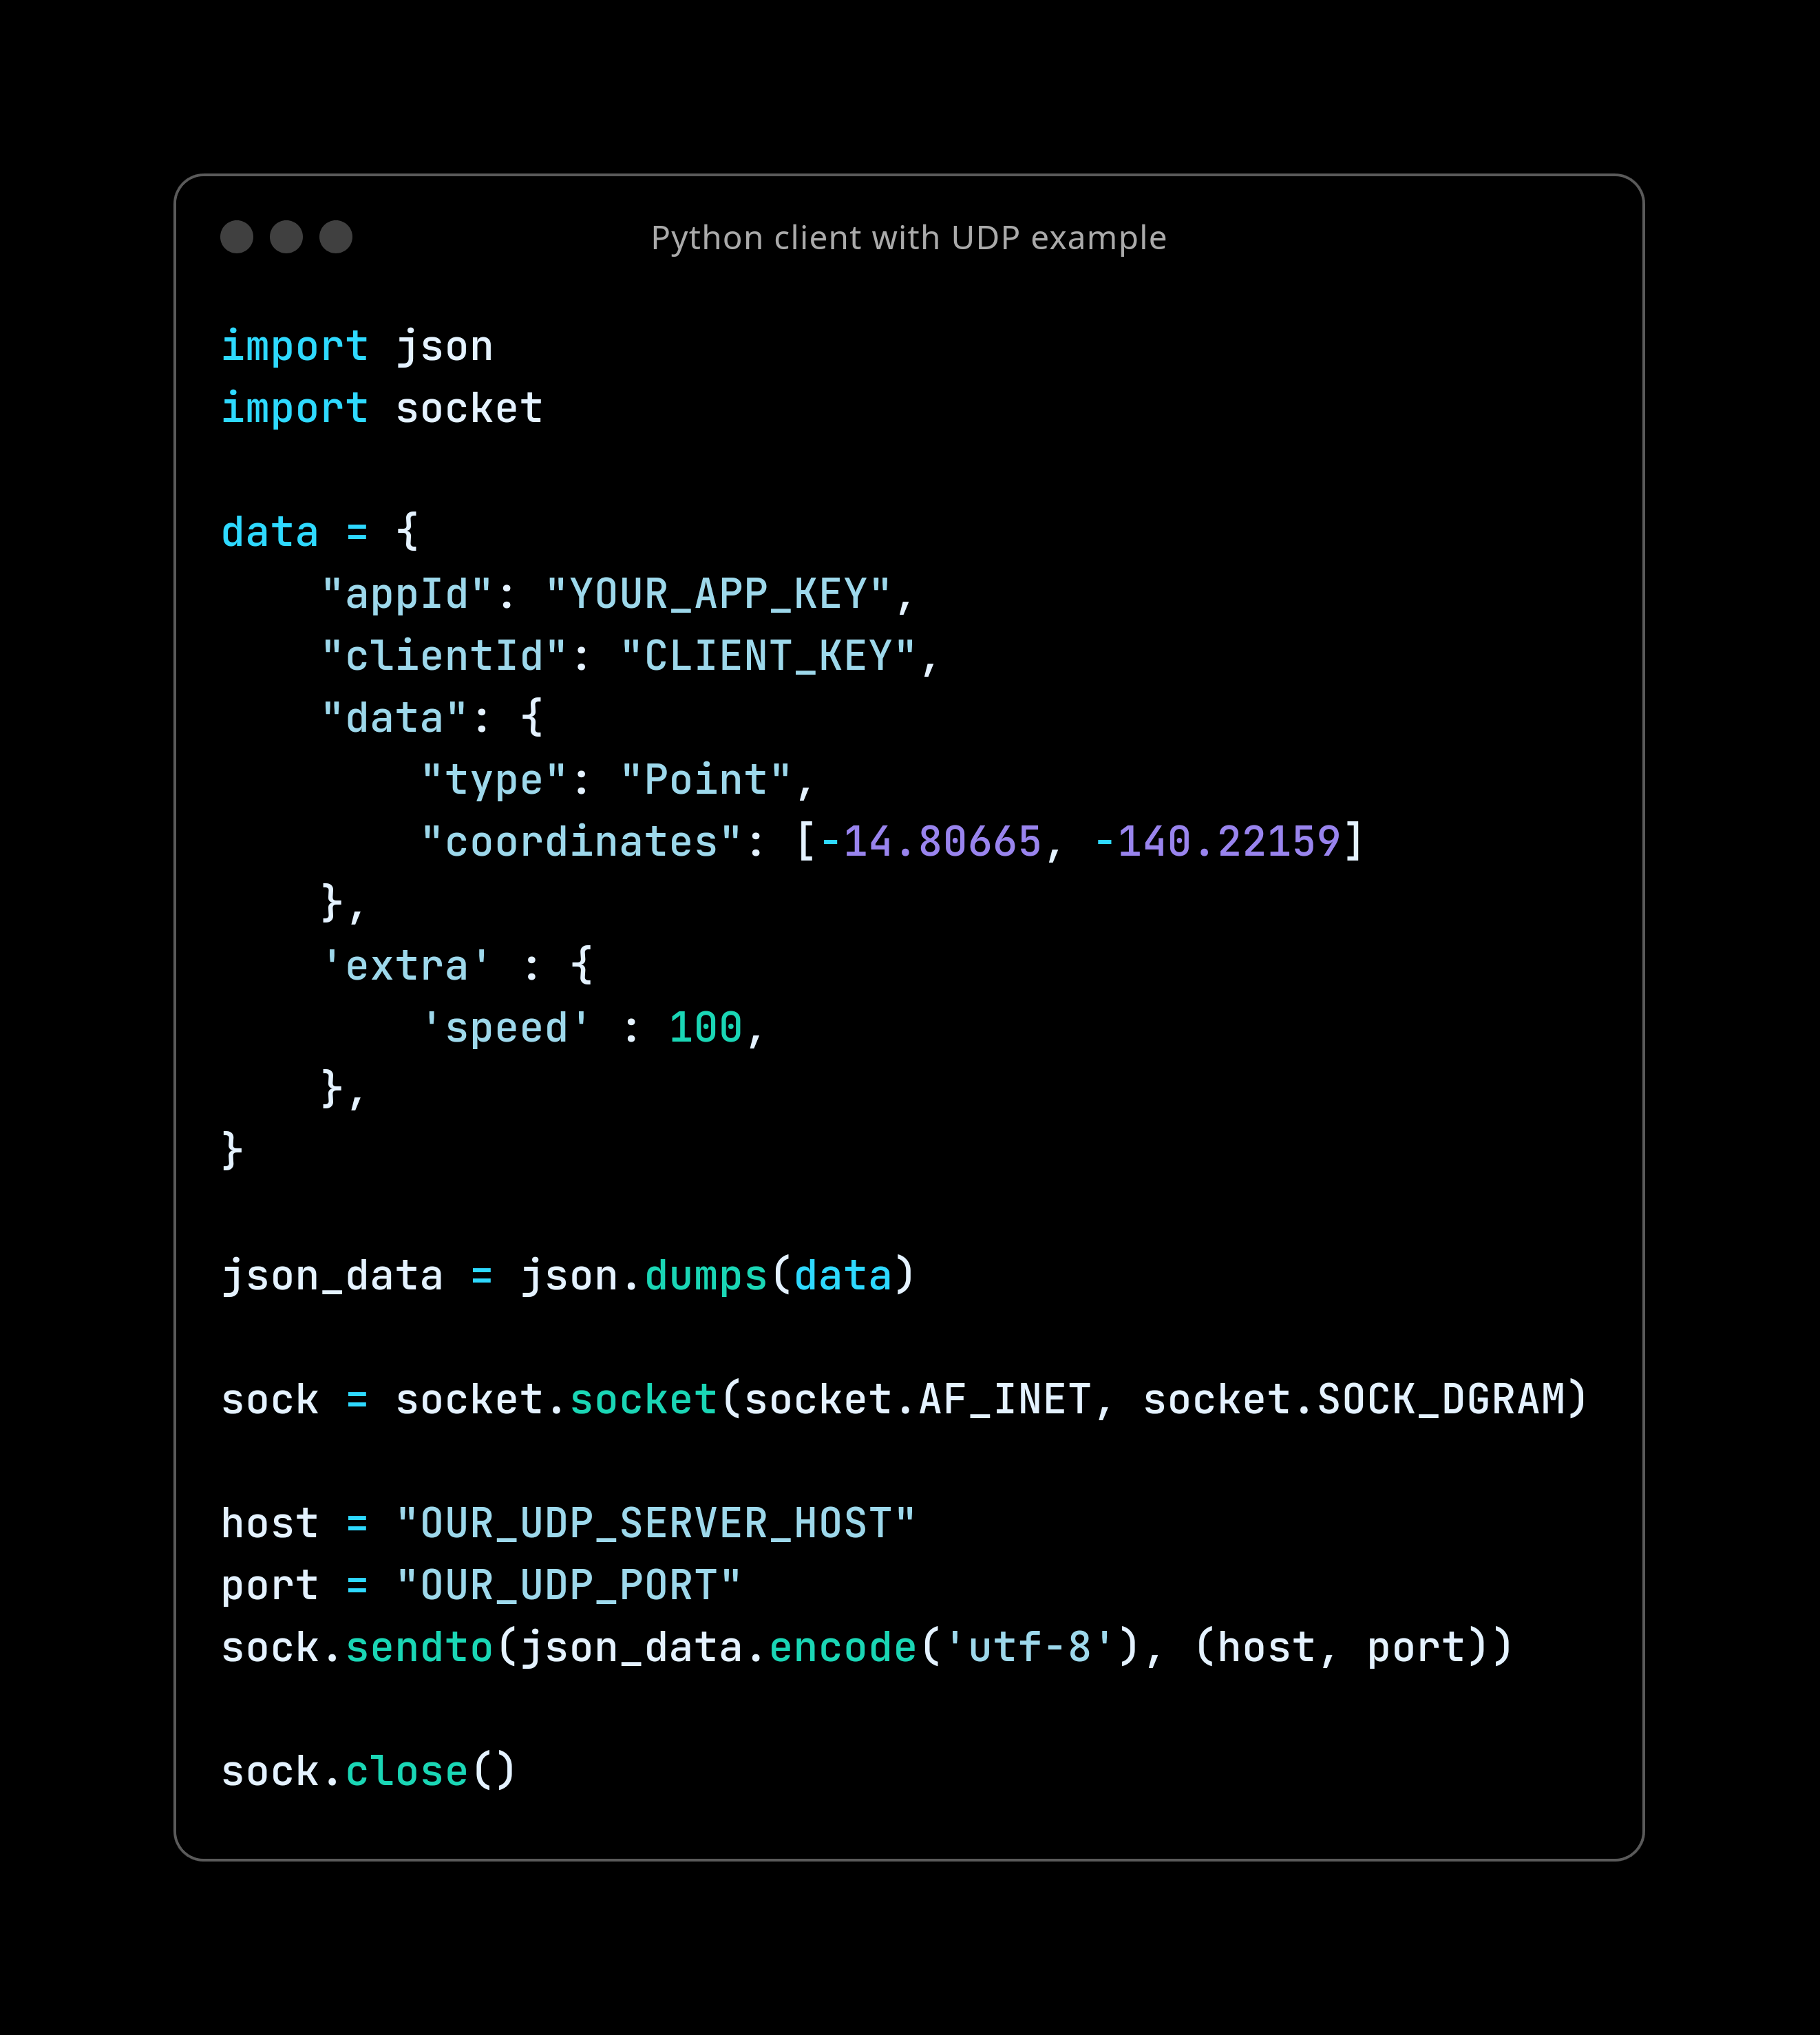 Python client with UDP example
import json
import socket
data = {
    "appId": "YOUR_APP_KEY",
    "clientId": "CLIENT_KEY",
    "data": {
        "type": "Point",
        "coordinates": [-14.80665, -140.22159]
    },
    'extra' : {
        'speed' : 100,
    },
}
json_data = json.dumps(data)
sock = socket.socket(socket.AF_INET, socket.SOCK_DGRAM)
host = "OUR_UDP_SERVER_HOST"
port = "OUR_UDP_PORT"
sock.sendto(json_data.encode('utf-8'), (host, port))
sock.close()